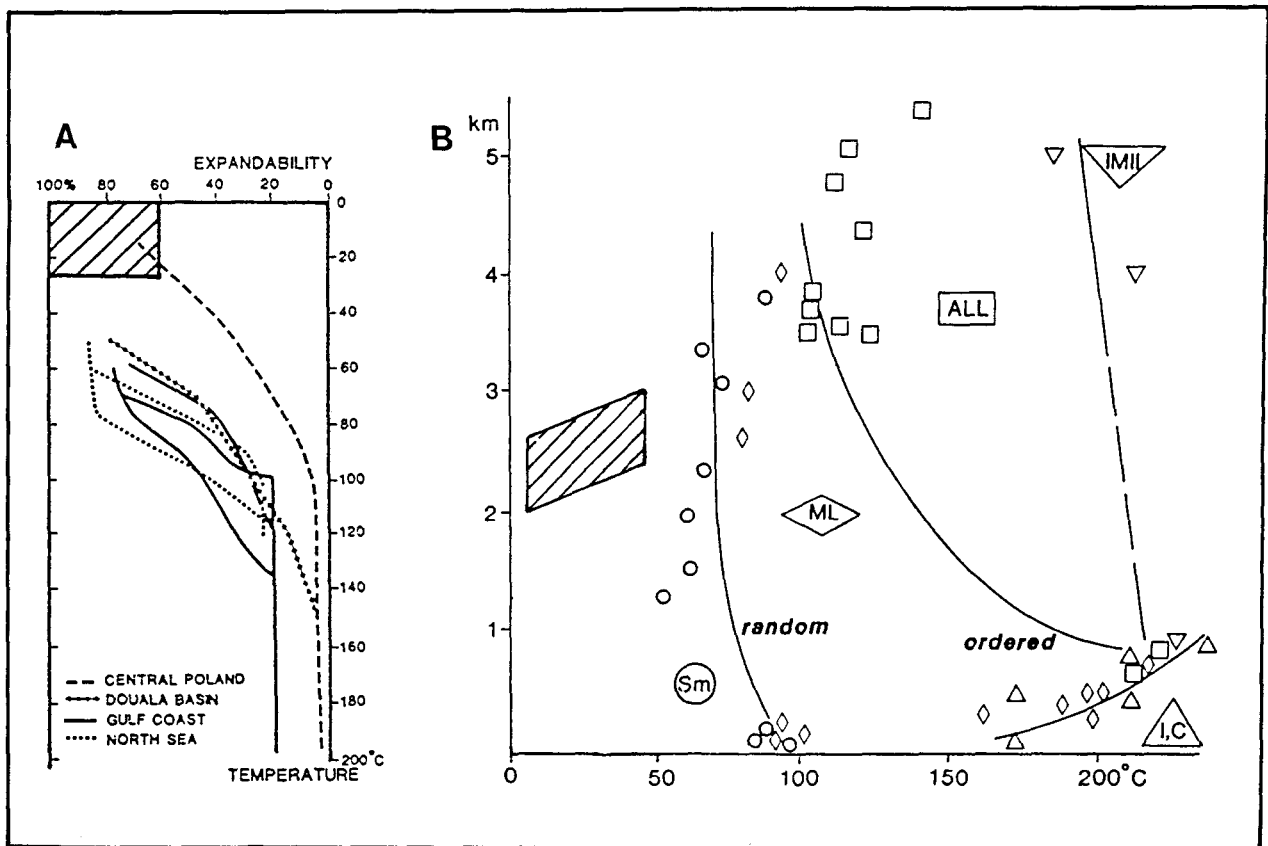 A
EXPANDABILITY
100% 80 60 40 20 0
0
20
40
60
80
100
120
140
160
180
200°C
TEMPERATURE
CENTRAL POLAND
DOUALA BASIN
GULF COAST
NORTH SEA
B
km
5
4
3
2
1
IMII
ALL
ML
random
ordered
Sm
I,C
0 50 100 150 200°C